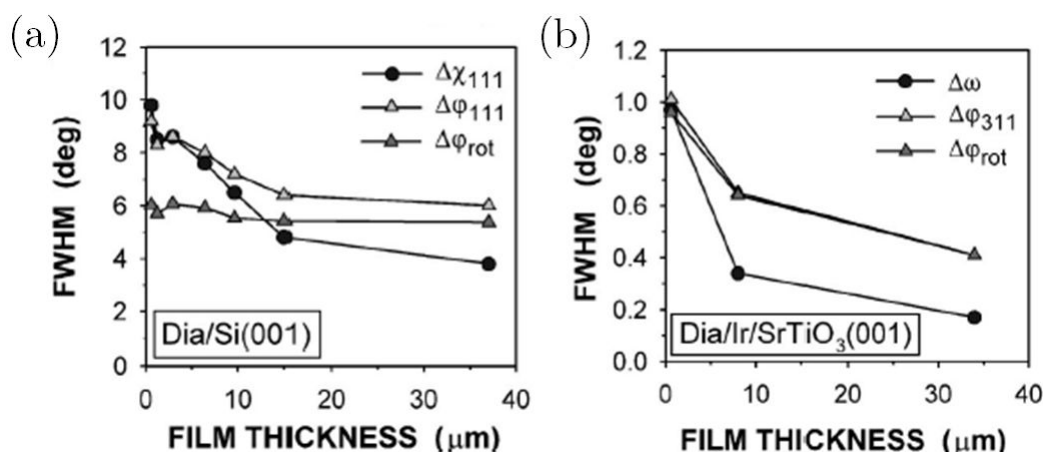 (a)
12
10
8
6
4
2
0
FWHM (deg)
Δχ111
Δφ111
Δφrot
Dia/Si(001)
0 10 20 30 40
FILM THICKNESS (μm)
(b)
1.2
1.0
0.8
0.6
0.4
0.2
0.0
FWHM (deg)
Δω
Δφ311
Δφrot
Dia/Ir/SrTiO3(001)
0 10 20 30 40
FILM THICKNESS (μm)